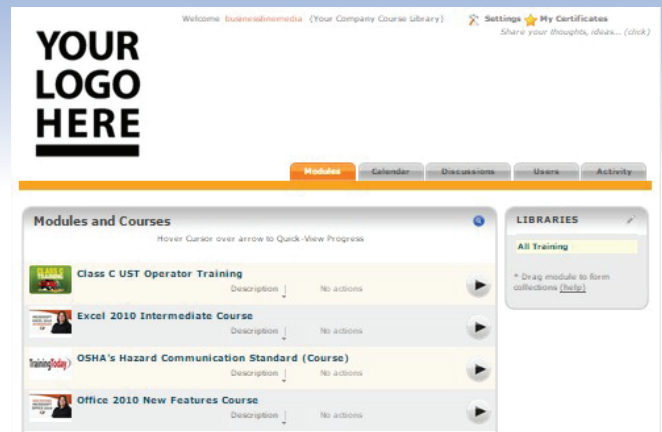 Welcome businesslinemedia (Your Company Course Library)
Settings My Certificates
Share your thoughts, ideas... (click)
YOUR
LOGO
HERE
Modules Calendar Discussions Users Activity
Modules and Courses
Hover Cursor over arrow to Quick-View Progress
Class C UST Operator Training
Description No actions
Excel 2010 Intermediate Course
Description No actions
TrainingToday
OSHA's Hazard Communication Standard (Course)
Description No actions
Office 2010 New Features Course
Description No actions
LIBRARIES
All Training
* Drag module to form
collections (help)